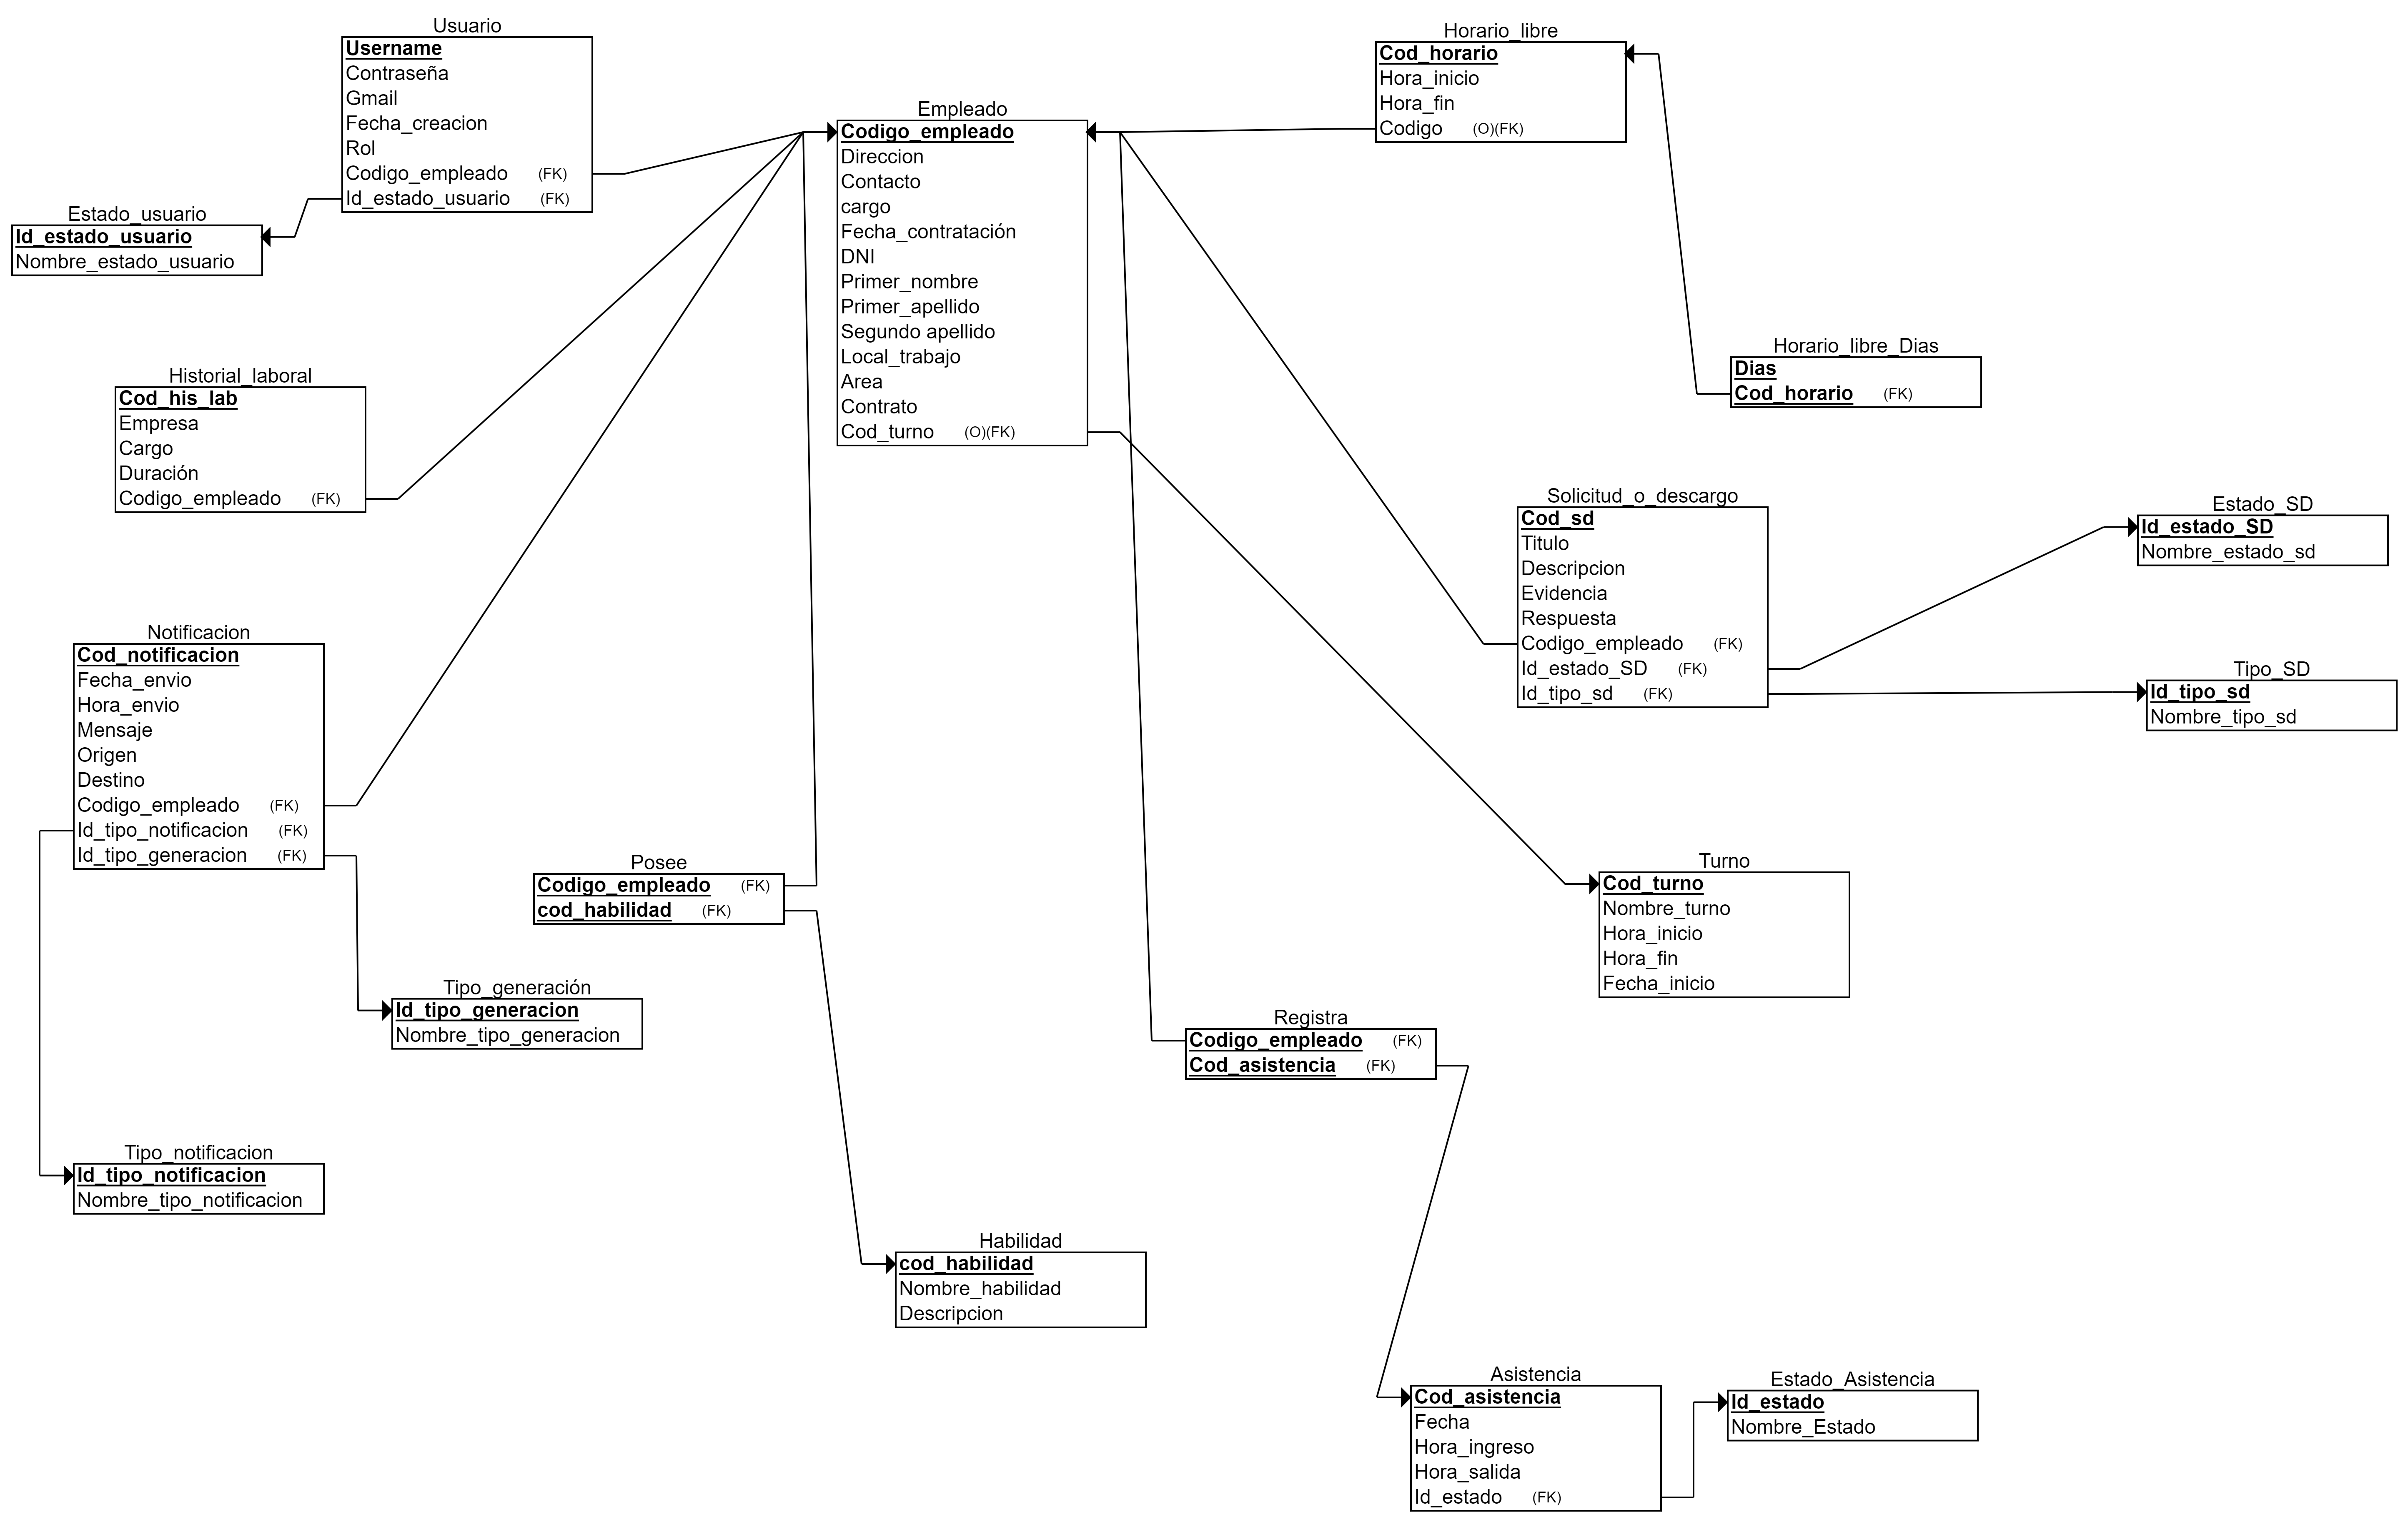 Usuario
Username
Contraseña
Gmail
Fecha_creacion
Rol
Codigo_empleado (FK)
Id_estado_usuario (FK)
Estado_usuario
Id_estado_usuario
Nombre_estado_usuario
Empleado
Codigo_empleado
Direccion
Contacto
cargo
Fecha_contratación
DNI
Primer_nombre
Primer_apellido
Segundo apellido
Local_trabajo
Area
Contrato
Cod_turno (O)(FK)
Horario_libre
Cod_horario
Hora_inicio
Hora_fin
Codigo (O)(FK)
Horario_libre_Dias
Dias
Cod_horario (FK)
Historial_laboral
Cod_his_lab
Empresa
Cargo
Duración
Codigo_empleado (FK)
Solicitud_o_descargo
Cod_sd
Titulo
Descripcion
Evidencia
Respuesta
Codigo_empleado (FK)
Id_estado_SD (FK)
Id_tipo_sd (FK)
Estado_SD
Id_estado_SD
Nombre_estado_sd
Tipo_SD
Id_tipo_sd
Nombre_tipo_sd
Notificacion
Cod_notificacion
Fecha_envio
Hora_envio
Mensaje
Origen
Destino
Codigo_empleado (FK)
Id_tipo_notificacion (FK)
Id_tipo_generacion (FK)
Posee
Codigo_empleado (FK)
cod_habilidad (FK)
Turno
Cod_turno
Nombre_turno
Hora_inicio
Hora_fin
Fecha_inicio
Tipo_generación
Id_tipo_generacion
Nombre_tipo_generacion
Registra
Codigo_empleado (FK)
Cod_asistencia (FK)
Tipo_notificacion
Id_tipo_notificacion
Nombre_tipo_notificacion
Habilidad
cod_habilidad
Nombre_habilidad
Descripcion
Asistencia
Cod_asistencia
Fecha
Hora_ingreso
Hora_salida
Id_estado (FK)
Estado_Asistencia
Id_estado
Nombre_Estado